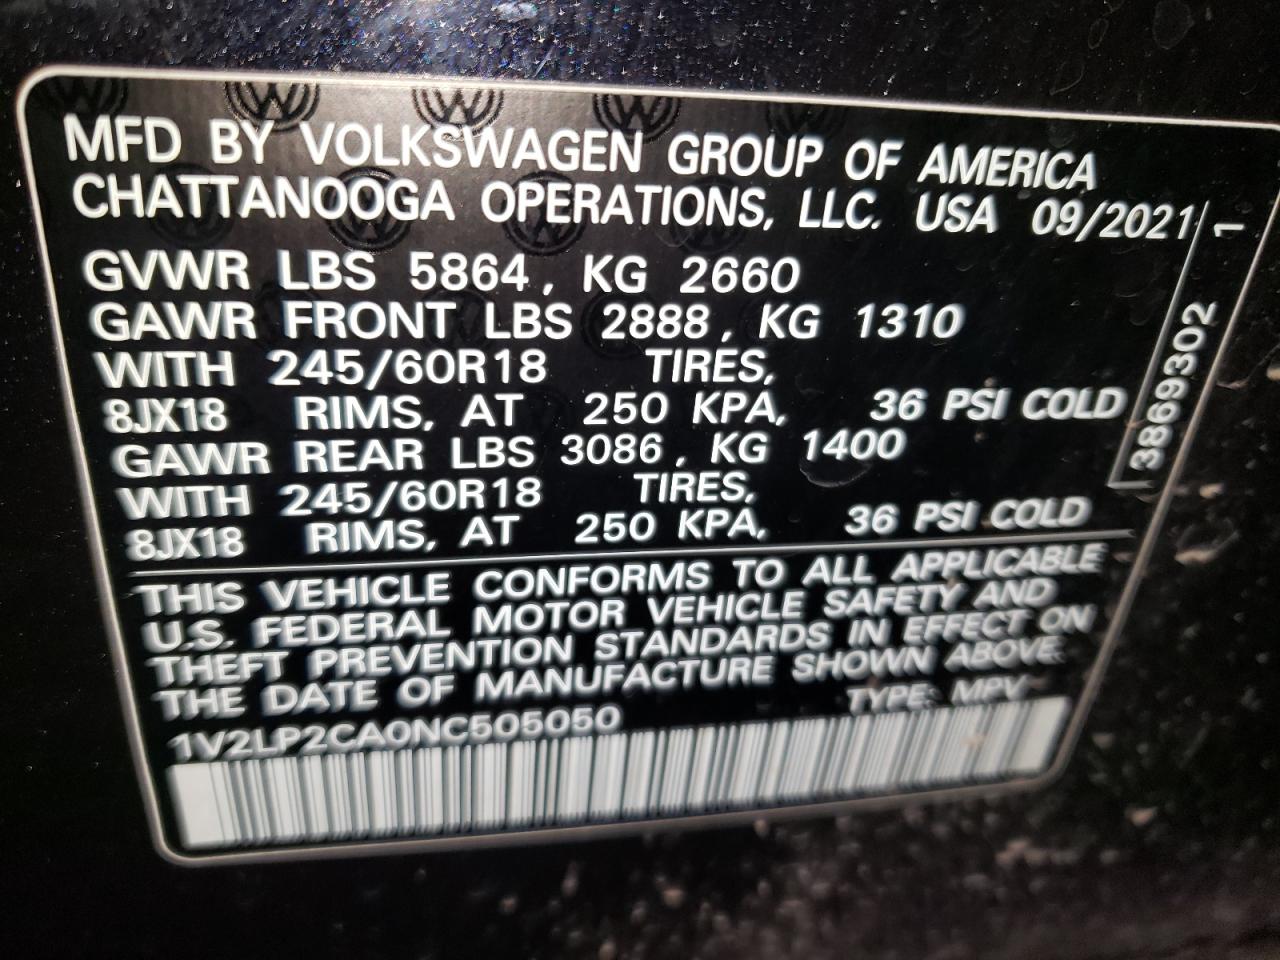 MFD BY VOLKSWAGEN GROUP OF AMERICA
CHATTANOOGA OPERATIONS, LLC. USA 09/2021
GVWR LBS 5864, KG 2660
GAWR FRONT LBS 2888, KG 1310
WITH 245/60R18 TIRES,
8JX18 RIMS, AT 250 KPA, 36 PSI COLD
GAWR REAR LBS 3086, KG 1400
WITH 245/60R18 TIRES,
8JX18 RIMS, AT 250 KPA, 36 PSI COLD
THIS VEHICLE CONFORMS TO ALL APPLICABLE
U.S. FEDERAL MOTOR VEHICLE SAFETY AND
THEFT PREVENTION STANDARDS IN EFFECT ON
THE DATE OF MANUFACTURE SHOWN ABOVE.
1V2LP2CA0NC505050 TYPE: MPV
3869302 1